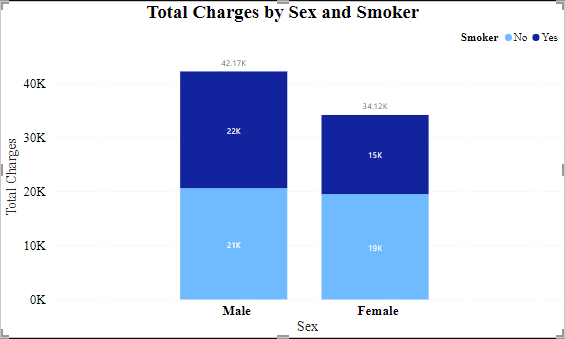 Total Charges by Sex and Smoker
Smoker No Yes
42.17K
34.12K
40K
30K
20K
10K
0K
Total Charges
22K
15K
21K
19K
Male Female
Sex